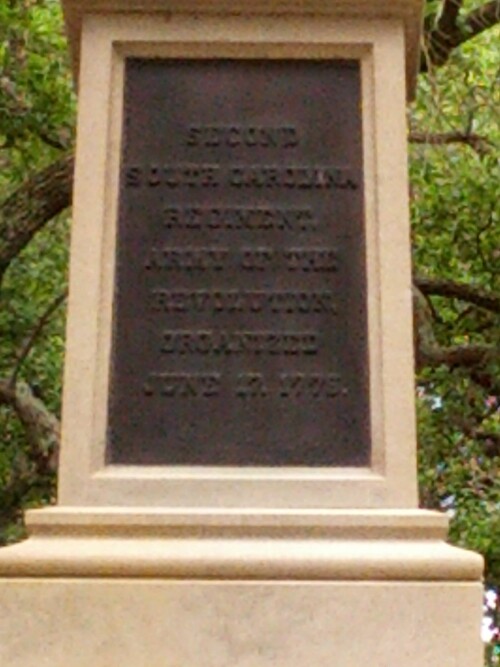 SECOND
SOUTH CAROLINA
REGIMENT,
ARMY OF THE
REVOLUTION,
ORGANIZED
JUNE 17, 1775.